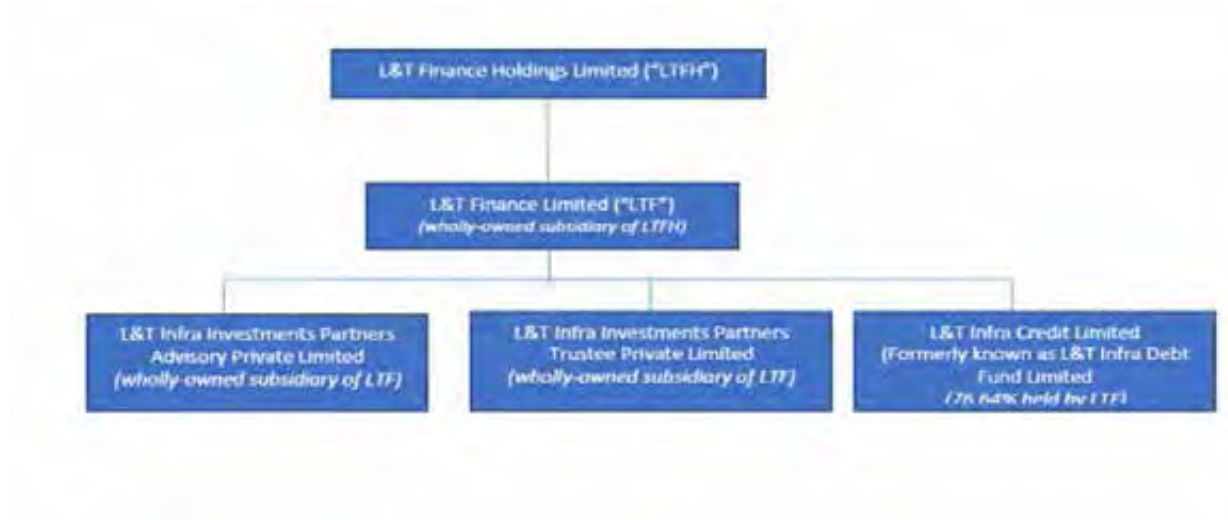 L&T Finance Holdings Limited ("LTFH")
L&T Finance Limited ("LTF")
(wholly-owned subsidiary of LTFH)
L&T Infra Investments Partners
Advisory Private Limited
(wholly-owned subsidiary of LTF)
L&T Infra Investments Partners
Trustee Private Limited
(wholly-owned subsidiary of LTF)
L&T Infra Credit Limited
(Formerly known as L&T Infra Debt
Fund Limited
(76.64% held by LTF)